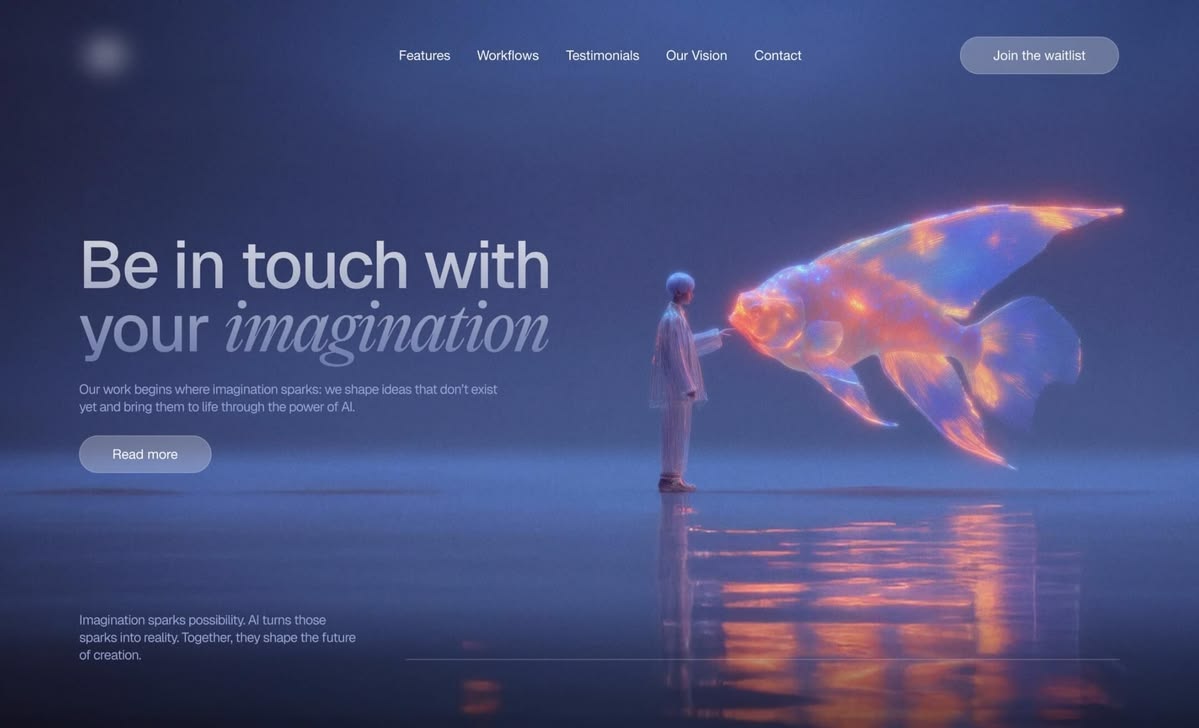 Features
Workflows
Testimonials
Our Vision
Contact
Join the waitlist
Be in touch with
your imagination
Our work begins where imagination sparks: we shape ideas that don't exist
yet and bring them to life through the power of AI.
Read more
Imagination sparks possibility. AI turns those
sparks into reality. Together, they shape the future
of creation.